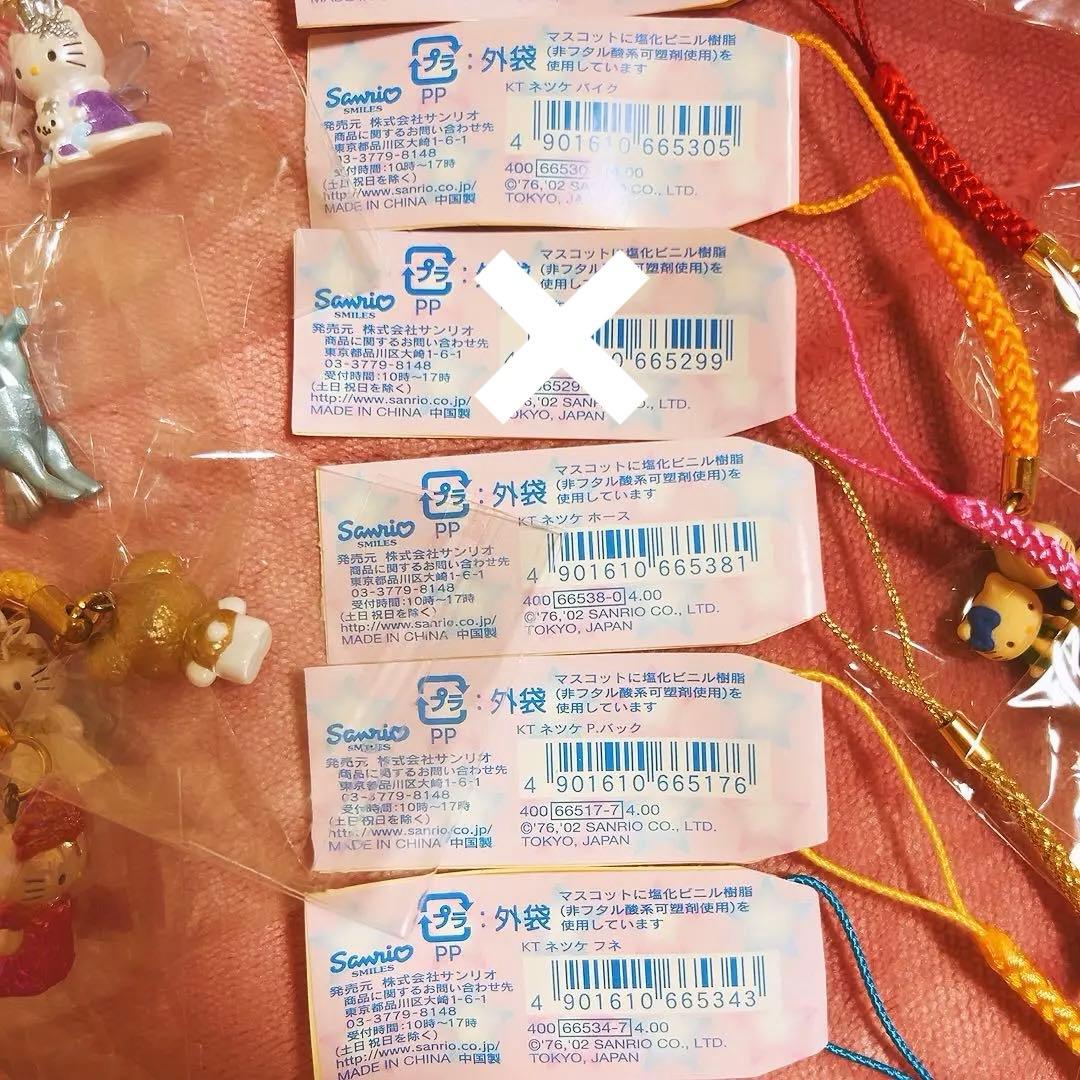 MADE IN CHINA
プラ
PP
:外袋
マスコットに塩化ビニル樹脂
(非フタル酸系可塑剤使用)を
使用しています
KT ネツケ バイク
Sanrio
SMILES
発売元 株式会社サンリオ
商品に関するお問い合わせ先
東京都品川区大崎1-6-1
03-3779-8148
受付時間:10時〜17時
(土日祝日を除く)
http://www.sanrio.co.jp/
MADE IN CHINA 中国製
4 901610 665305
400 66530 4.00
©'76,'02 SANRIO CO., LTD.
TOKYO, JA
プラ
PP
マスコットに塩化ビニル樹脂
(非フタル酸系可塑剤使用)を
使用し
Sanrio
SMILES
発売元 株式会社サンリオ
商品に関するお問い合わせ先
東京都品川区大崎1-6-1
03-3779-8148
受付時間:10時〜17時
(土日祝日を除く)
http://www.sanrio.co.jp/
MADE IN CHINA 中国製
4 0 665299
6529
'02 SANRIO CO., LTD.
TOKYO, JAPAN
プラ
PP
:外袋
マスコットに塩化ビニル樹脂
(非フタル酸系可塑剤使用)を
使用しています
KT ネツケ ホース
Sanrio
SMILES
発売元 株式会社サンリオ
商品に関するお問い合わせ先
東京都品川区大崎1-6-1
03-3779-8148
受付時間:10時〜17時
(土日祝日を除く)
http://www.sanrio.co.jp/
MADE IN CHINA 中国製
4 901610 665381
400 66538-0 4.00
©'76,'02 SANRIO CO., LTD.
TOKYO, JAPAN
プラ
PP
:外袋
マスコットに塩化ビニル樹脂
(非フタル酸系可塑剤使用)を
使用しています
KT ネツケ P.バック
Sanrio
SMILES
発売元 株式会社サンリオ
商品に関するお問い合わせ先
東京都品川区大崎1-6-1
03-3779-8148
受付時間:10時〜17時
(土日祝日を除く)
http://www.sanrio.co.jp/
MADE IN CHINA 中国製
4 901610 665176
400 66517-7 4.00
©'76,'02 SANRIO CO., LTD.
TOKYO, JAPAN
プラ
PP
:外袋
マスコットに塩化ビニル樹脂
(非フタル酸系可塑剤使用)を
使用しています
KT ネツケ フネ
Sanrio
SMILES
発売元 株式会社サンリオ
商品に関するお問い合わせ先
東京都品川区大崎1-6-1
03-3779-8148
受付時間:10時〜17時
(土日祝日を除く)
http://www.sanrio.co.jp/
MADE IN CHINA 中国製
4 901610 665343
400 66534-7 4.00
©'76,'02 SANRIO CO., LTD.
TOKYO, JAPAN